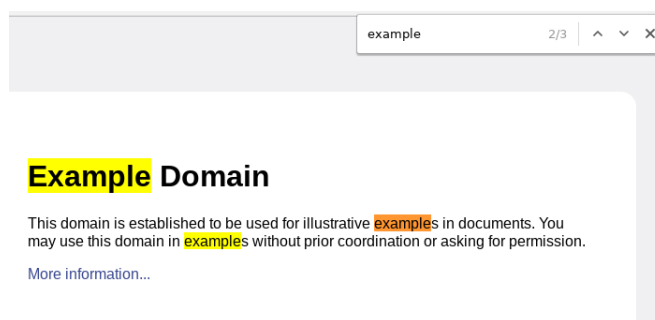 example 2/3
Example Domain
This domain is established to be used for illustrative examples in documents. You
may use this domain in examples without prior coordination or asking for permission.
More information...